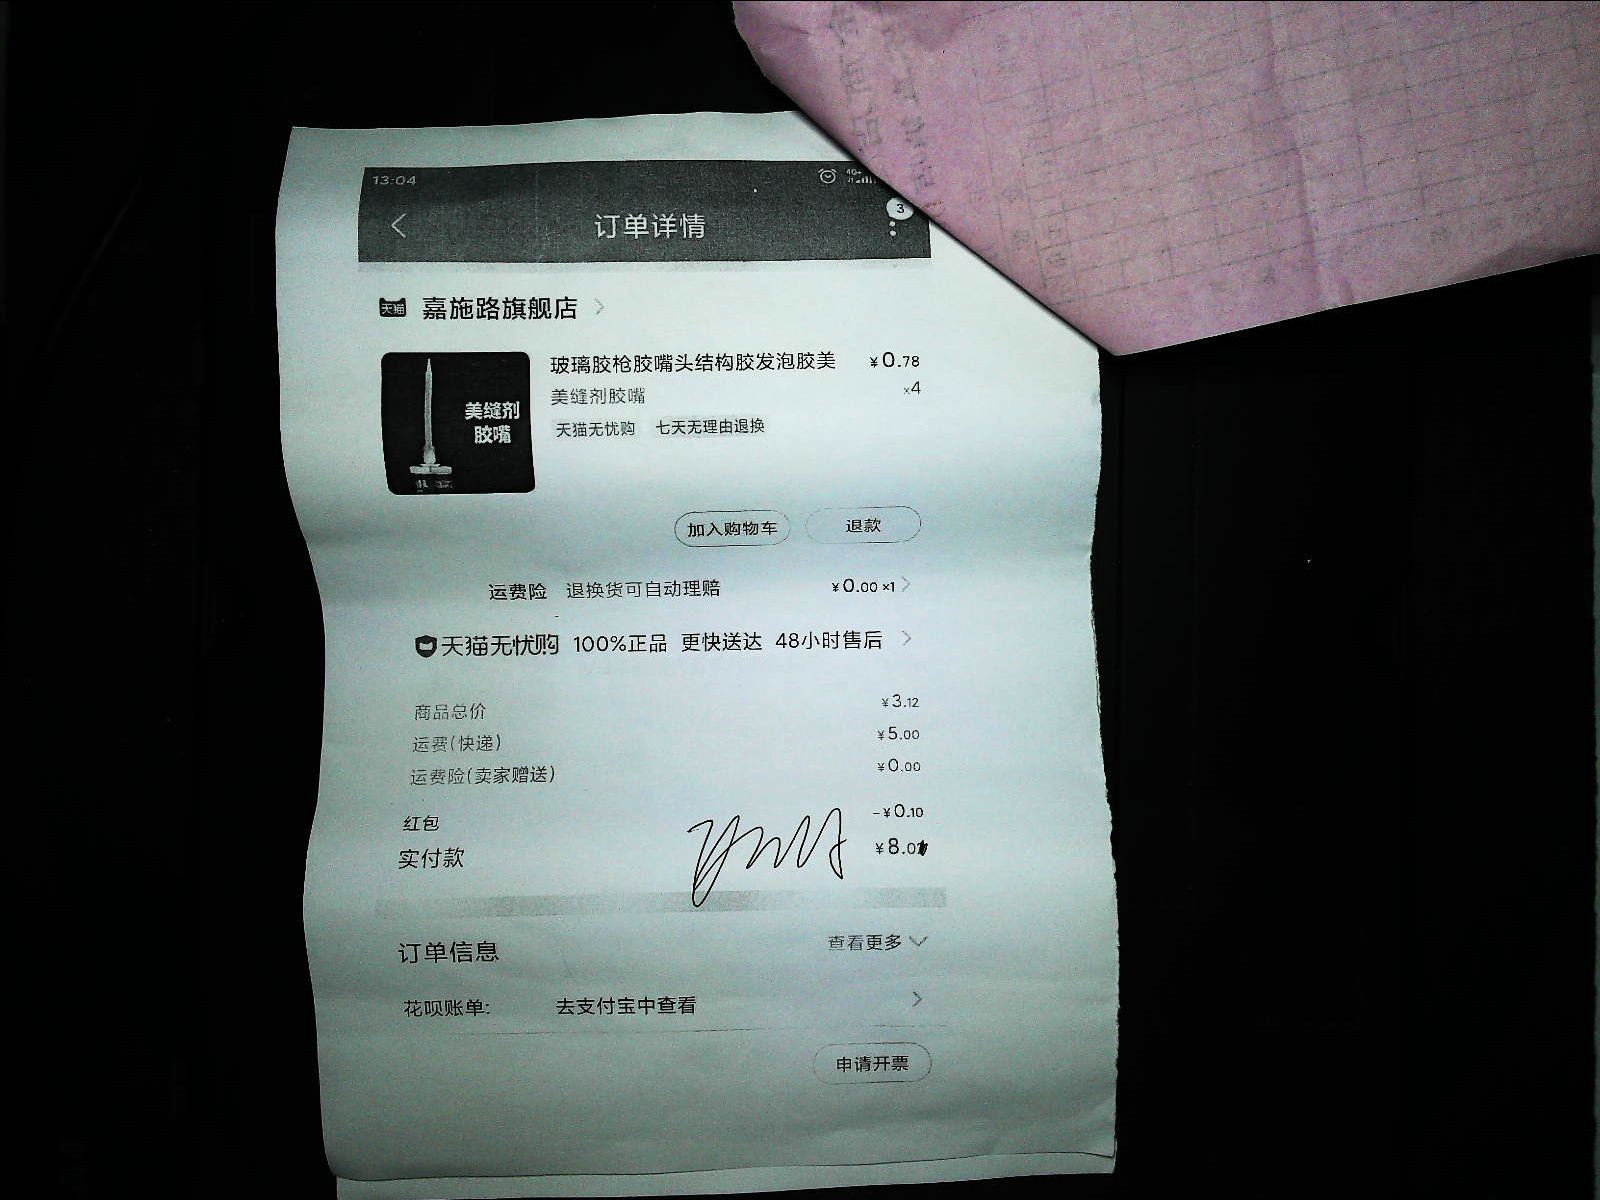 13:04
订单详情
3
天猫 嘉施路旗舰店
玻璃胶枪胶嘴头结构胶发泡胶美 ¥0.78
美缝剂胶嘴 ×4
天猫无忧购 七天无理由退换
美缝剂
胶嘴
加入购物车 退款
运费险 退换货可自动理赔 ¥0.00 ×1
天猫无忧购 100%正品 更快送达 48小时售后
商品总价 ¥3.12
运费(快递) ¥5.00
运费险(卖家赠送) ¥0.00
红包 -¥0.10
实付款 ¥8.0
订单信息 查看更多
花呗账单: 去支付宝中查看
申请开票